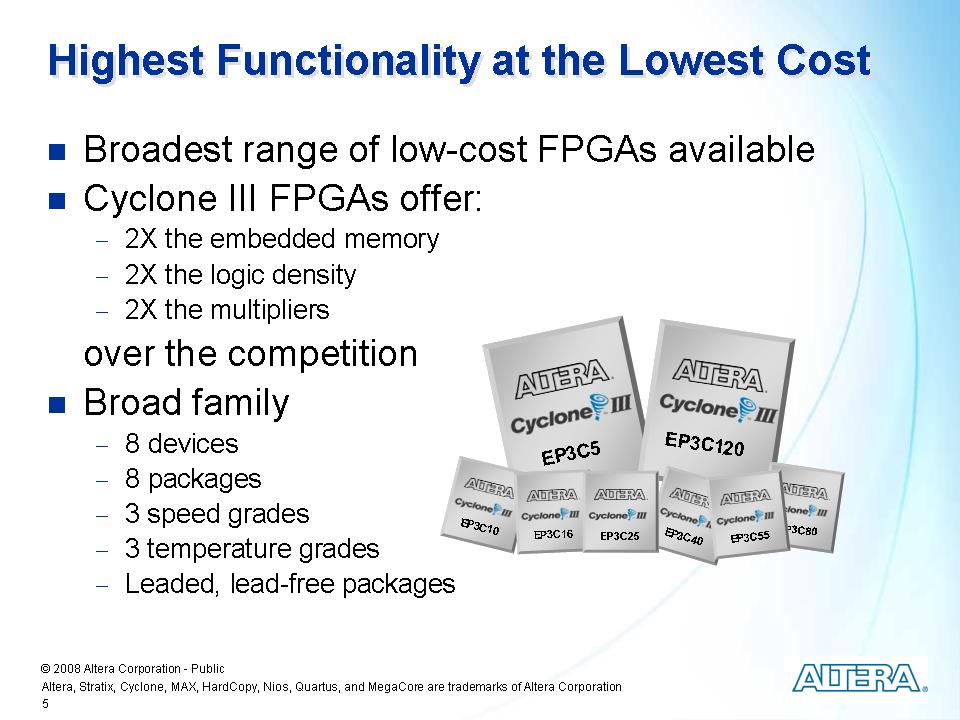 Highest Functionality at the Lowest Cost
Broadest range of low-cost FPGAs available
Cyclone III FPGAs offer:
– 2X the embedded memory
– 2X the logic density
– 2X the multipliers
over the competition
Broad family
– 8 devices
– 8 packages
– 3 speed grades
– 3 temperature grades
– Leaded, lead-free packages
ALTERA®
Cyclone III
EP3C5
ALTERA®
Cyclone III
EP3C120
ALTERA
Cyclone
EP3C10
ALTERA
Cyclone III
EP3C16
ALTERA
Cyclone III
EP3C25
ALTERA
Cyclone
EP3C40
ALTERA
Cyclone III
EP3C55
ALTERA
III
P3C80
© 2008 Altera Corporation - Public
Altera, Stratix, Cyclone, MAX, HardCopy, Nios, Quartus, and MegaCore are trademarks of Altera Corporation
5
ALTERA®